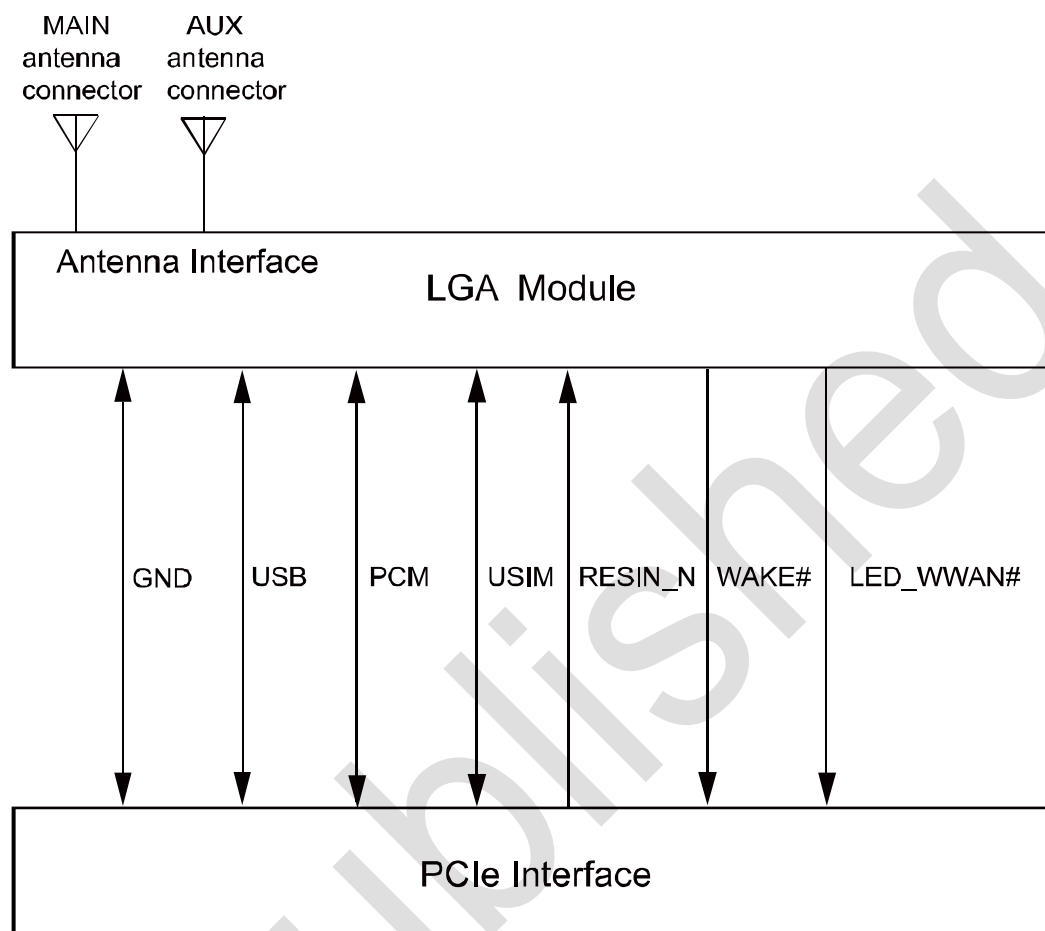 MAIN
antenna
connector
AUX
antenna
connector
Antenna Interface
LGA Module
GND
USB
PCM
USIM
RESIN_N
WAKE#
LED_WWAN#
PCIe Interface
ublished